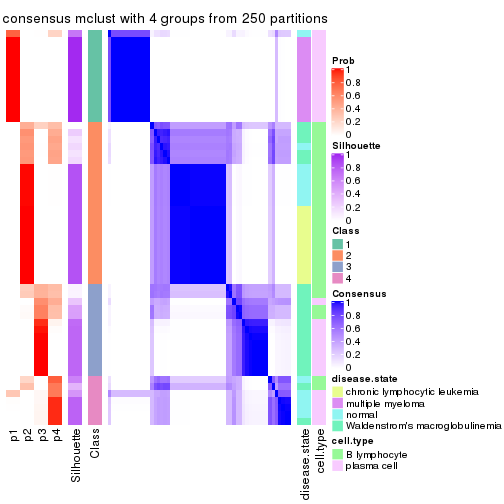 consensus mclust with 4 groups from 250 partitions
Prob
1
0.8
0.6
0.4
0.2
0
Silhouette
1
0.8
0.6
0.4
0.2
0
Class
1
2
3
4
Consensus
1
0.8
0.6
0.4
0.2
0
disease.state
chronic lymphocytic leukemia
multiple myeloma
normal
Waldenstrom's macroglobulinemia
cell.type
B lymphocyte
plasma cell
p1
p2
p3
p4
Silhouette
Class
disease.state
cell.type